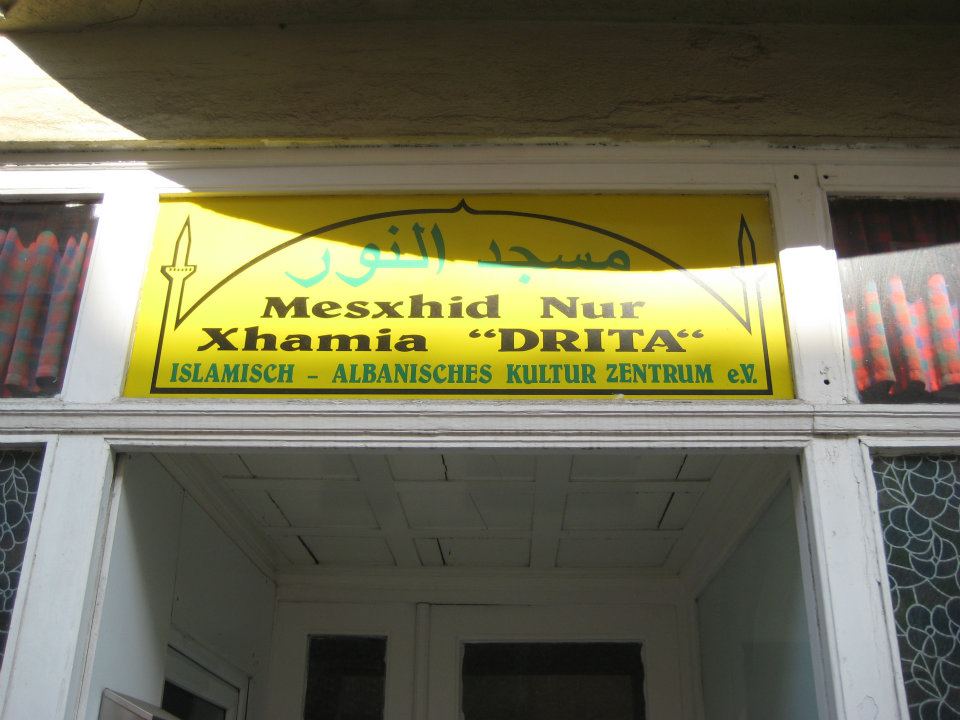 مسجد النور
Mesxhid Nur
Xhamia “DRITA“
ISLAMISCH – ALBANISCHES KULTUR ZENTRUM e.V.